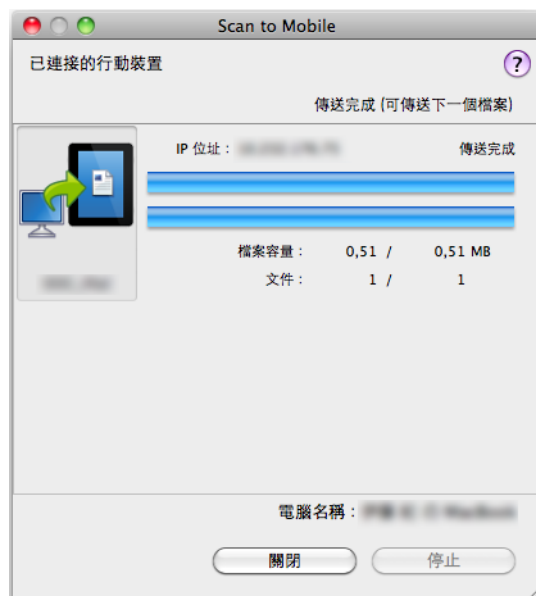 Scan to Mobile
已連接的行動裝置
?
傳送完成 (可傳送下一個檔案)
IP 位址： 傳送完成
檔案容量： 0,51 / 0,51 MB
文件： 1 / 1
電腦名稱：
關閉 停止